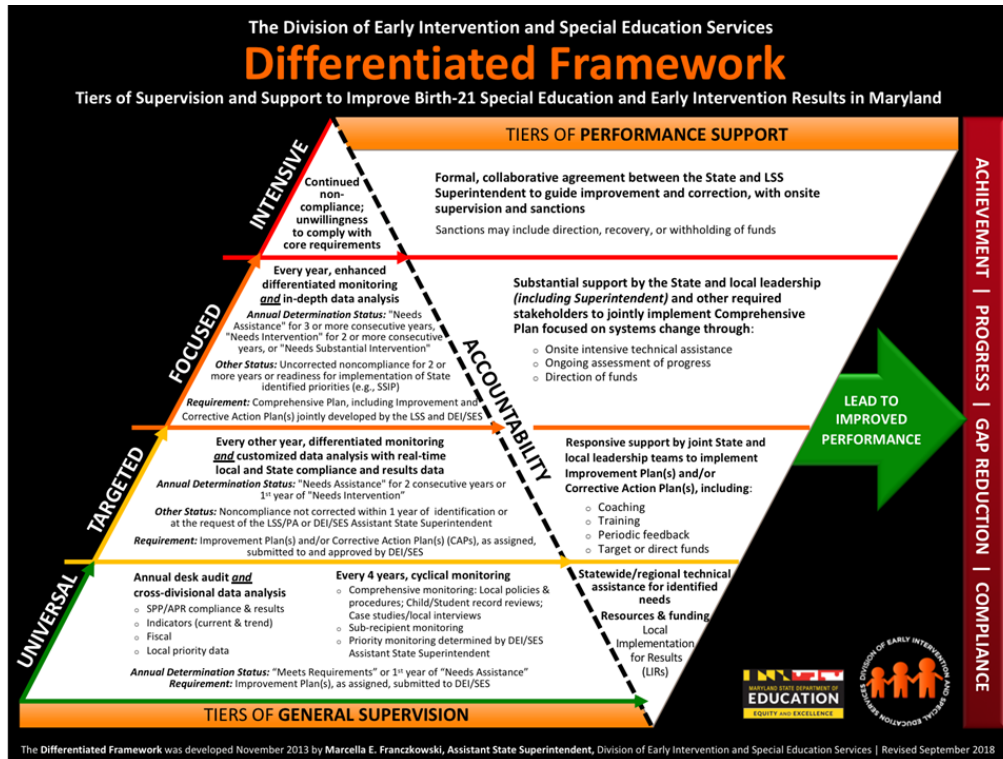 The Division of Early Intervention and Special Education Services
Differentiated Framework
Tiers of Supervision and Support to Improve Birth-21 Special Education and Early Intervention Results in Maryland
TIERS OF PERFORMANCE SUPPORT
INTENSIVE
Continued
non-
compliance;
unwillingness
to comply with
core requirements
Formal, collaborative agreement between the State and LSS
Superintendent to guide improvement and correction, with onsite
supervision and sanctions
Sanctions may include direction, recovery, or withholding of funds
FOCUSED
Every year, enhanced
differentiated monitoring
and in-depth data analysis
Annual Determination Status: "Needs
Assistance" for 3 or more consecutive years,
"Needs Intervention" for 2 or more consecutive
years, or "Needs Substantial Intervention"
Other Status: Uncorrected noncompliance for 2 or
more years or readiness for implementation of State
identified priorities (e.g., SSIP)
Requirement: Comprehensive Plan, including Improvement and
Corrective Action Plan(s) jointly developed by the LSS and DEI/SES
ACCOUNTABILITY
Substantial support by the State and local leadership
(including Superintendent) and other required
stakeholders to jointly implement Comprehensive
Plan focused on systems change through:
o Onsite intensive technical assistance
o Ongoing assessment of progress
o Direction of funds
TARGETED
Every other year, differentiated monitoring
and customized data analysis with real-time
local and State compliance and results data
Annual Determination Status: "Needs Assistance" for 2 consecutive years or
1st year of "Needs Intervention"
Other Status: Noncompliance not corrected within 1 year of identification or
at the request of the LSS/PA or DEI/SES Assistant State Superintendent
Requirement: Improvement Plan(s) and/or Corrective Action Plan(s) (CAPs), as assigned,
submitted to and approved by DEI/SES
Responsive support by joint State and
local leadership teams to implement
Improvement Plan(s) and/or
Corrective Action Plan(s), including:
o Coaching
o Training
o Periodic feedback
o Target or direct funds
UNIVERSAL
Annual desk audit and
cross-divisional data analysis
o SPP/APR compliance & results
o Indicators (current & trend)
o Fiscal
o Local priority data
Every 4 years, cyclical monitoring
o Comprehensive monitoring: Local policies &
procedures; Child/Student record reviews;
Case studies/local interviews
o Sub-recipient monitoring
o Priority monitoring determined by DEI/SES
Assistant State Superintendent
Annual Determination Status: "Meets Requirements" or 1st year of "Needs Assistance"
Requirement: Improvement Plan(s), as assigned, submitted to DEI/SES
Statewide/regional technical
assistance for identified
needs
Resources & funding
Local
Implementation
for Results
(LIRs)
TIERS OF GENERAL SUPERVISION
LEAD TO
IMPROVED
PERFORMANCE
ACHIEVEMENT | PROGRESS | GAP REDUCTION | COMPLIANCE
MARYLAND STATE DEPARTMENT OF
EDUCATION
EQUITY AND EXCELLENCE
DIVISION OF EARLY INTERVENTION AND SPECIAL EDUCATION SERVICES
The Differentiated Framework was developed November 2013 by Marcella E. Franczkowski, Assistant State Superintendent, Division of Early Intervention and Special Education Services | Revised September 2018